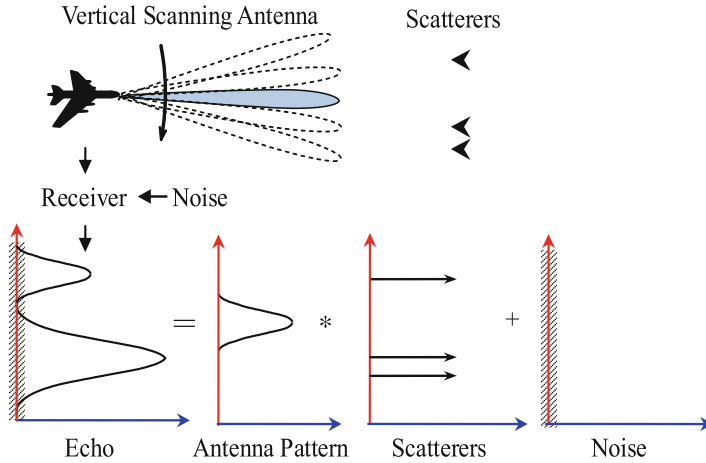 Vertical Scanning Antenna
Scatterers
Receiver
Noise
= * +
Echo
Antenna Pattern
Scatterers
Noise